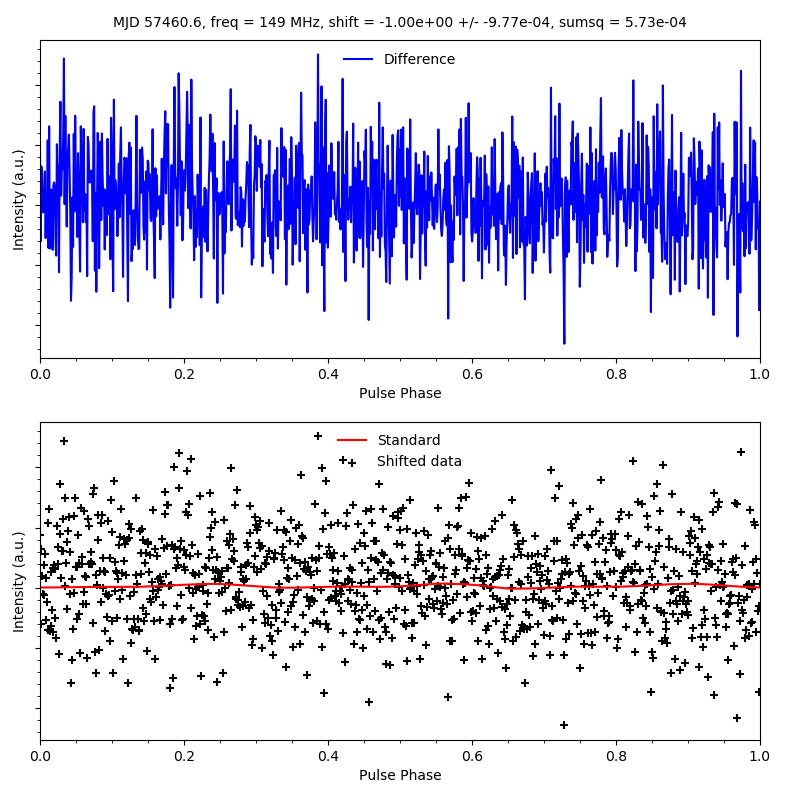 MJD 57460.6, freq = 149 MHz, shift = -1.00e+00 +/- -9.77e-04, sumsq = 5.73e-04
Difference
Intensity (a.u.)
0.0 0.2 0.4 0.6 0.8 1.0
Pulse Phase
Standard
Shifted data
Intensity (a.u.)
0.0 0.2 0.4 0.6 0.8 1.0
Pulse Phase